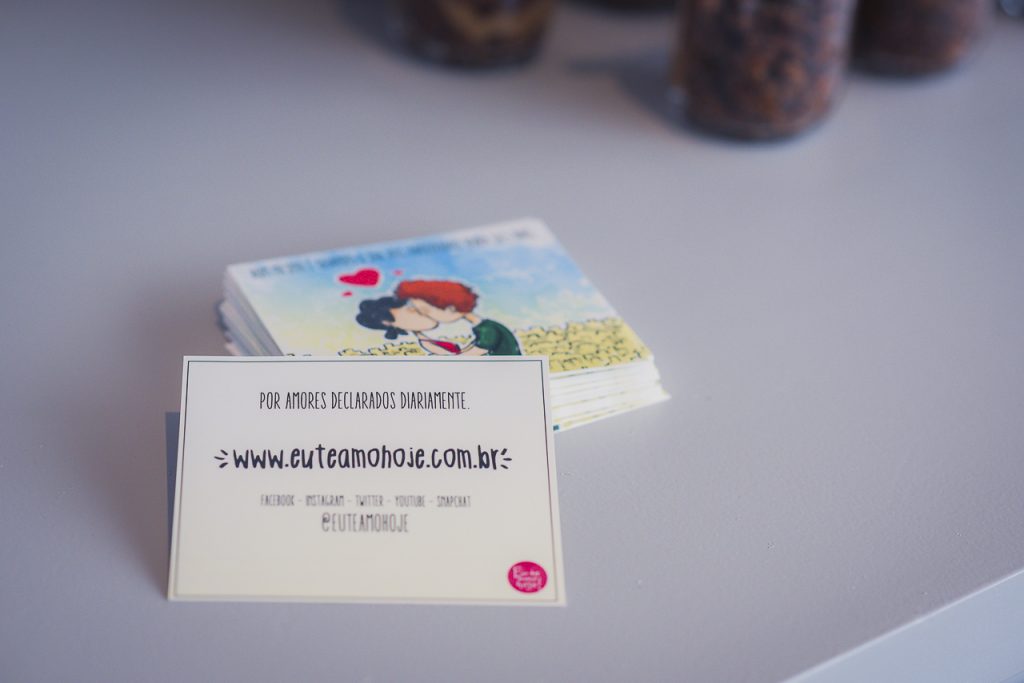 POR AMORES DECLARADOS DIARIAMENTE.
www.euteamohoje.com.br
FACEBOOK - INSTAGRAM - TWITTER - YOUTUBE - SNAPCHAT
@EUTEAMOHOJE